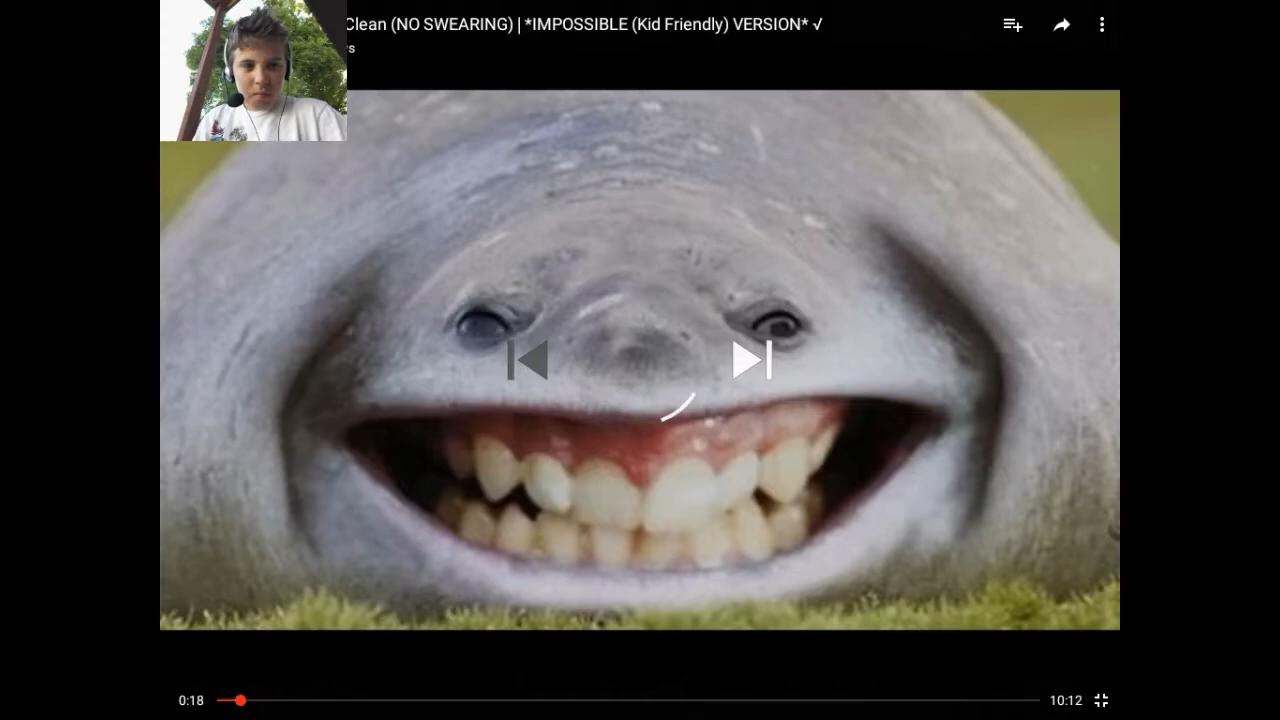 Clean (NO SWEARING) | *IMPOSSIBLE (Kid Friendly) VERSION* √
0:18
10:12